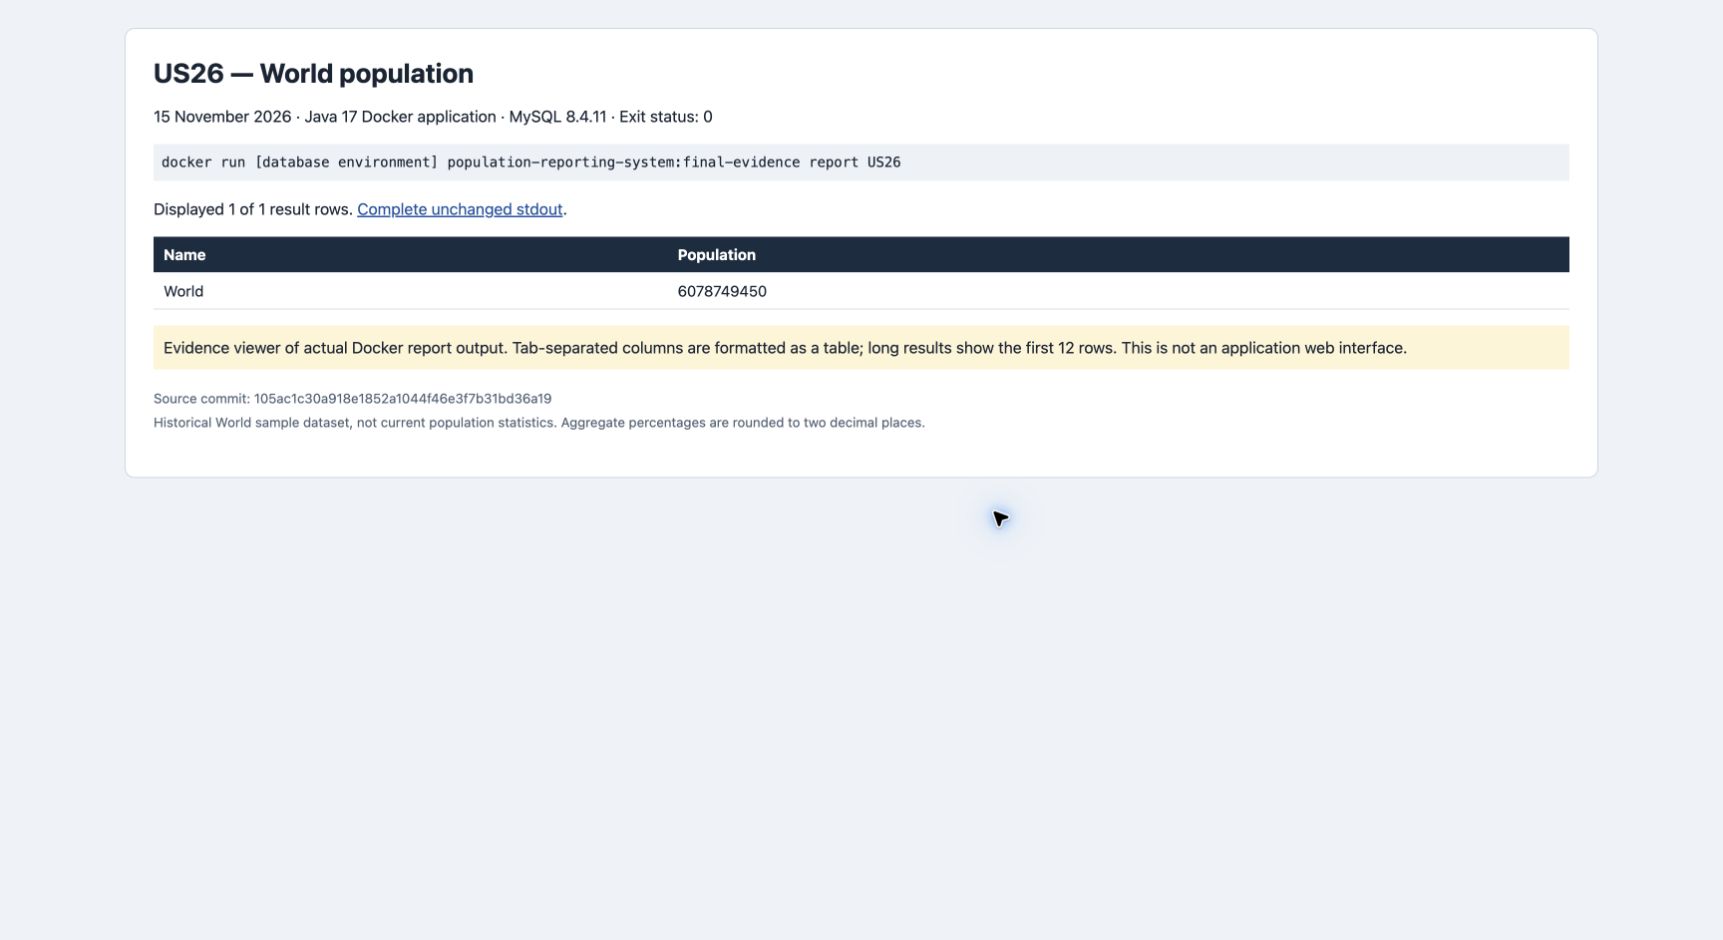 US26 — World population
15 November 2026 · Java 17 Docker application · MySQL 8.4.11 · Exit status: 0
docker run [database environment] population-reporting-system:final-evidence report US26
Displayed 1 of 1 result rows. Complete unchanged stdout.
Name Population
World 6078749450
Evidence viewer of actual Docker report output. Tab-separated columns are formatted as a table; long results show the first 12 rows. This is not an application web interface.
Source commit: 105ac1c30a918e1852a1044f46e3f7b31bd36a19
Historical World sample dataset, not current population statistics. Aggregate percentages are rounded to two decimal places.